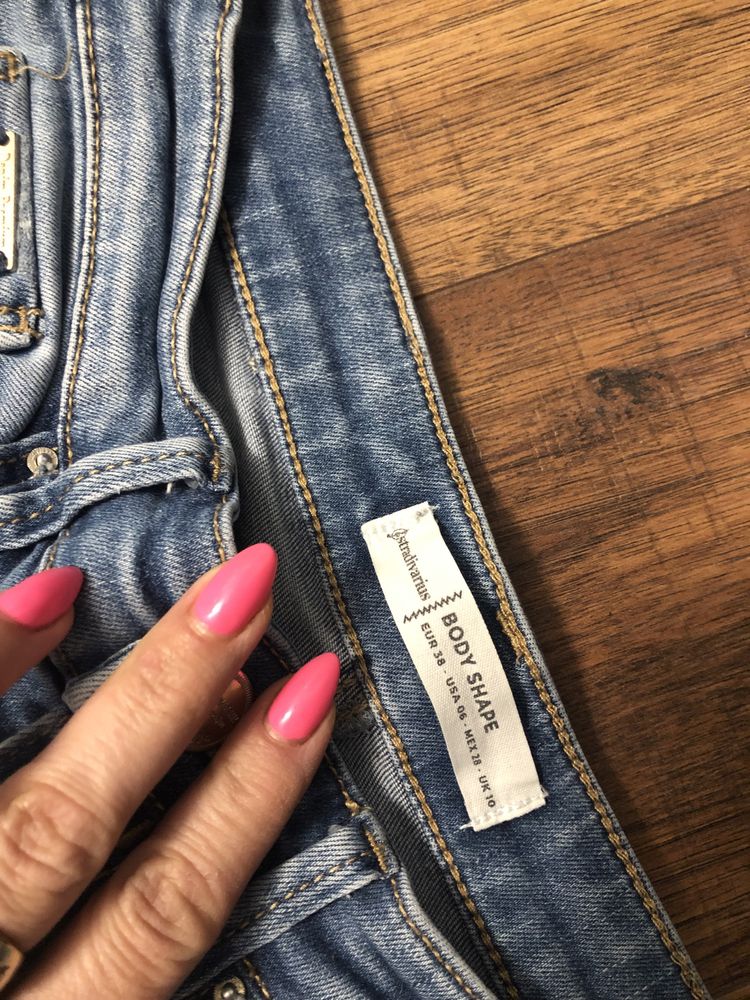 Stradivarius
BODY SHAPE
EUR 38 - USA 06 - MEX 28 - UK 10